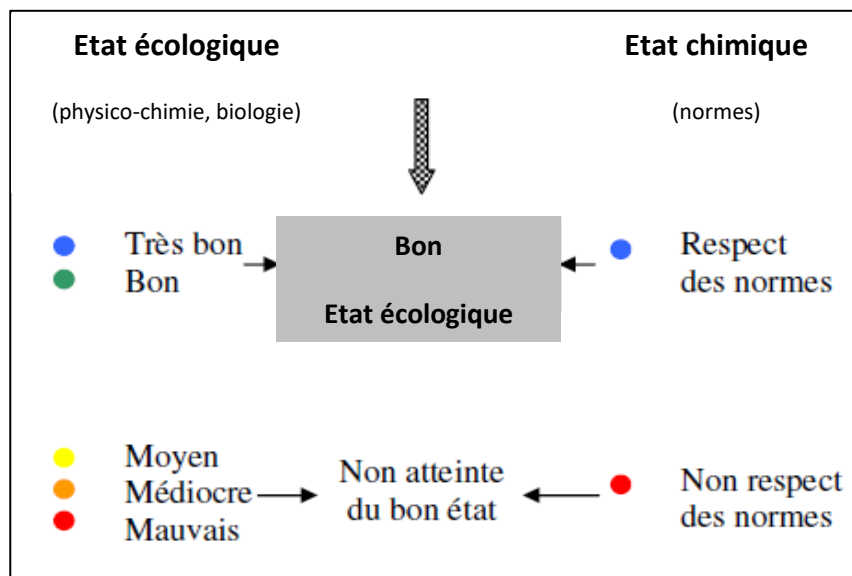 Etat écologique
Etat chimique
(physico-chimie, biologie)
(normes)
Très bon
Bon
Bon
Etat écologique
Respect
des normes
Moyen
Médiocre
Mauvais
Non atteinte
du bon état
Non respect
des normes